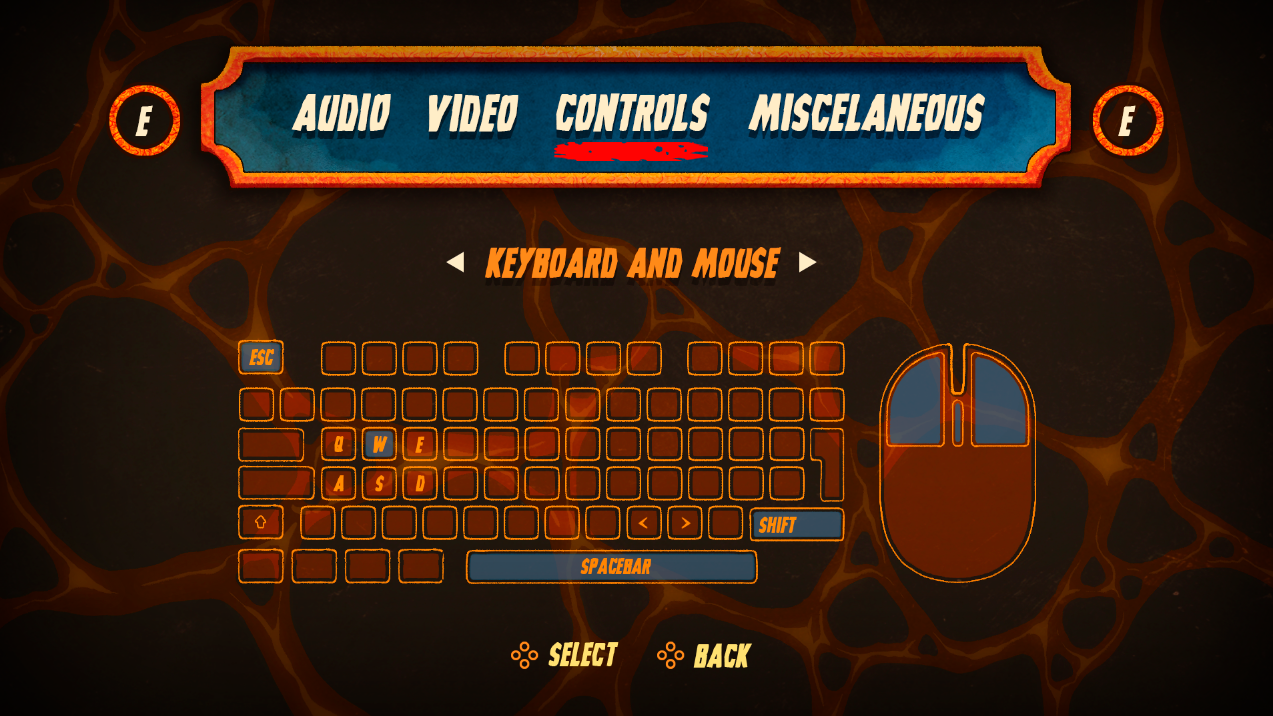 E AUDIO VIDEO CONTROLS MISCELANEOUS E
KEYBOARD AND MOUSE
ESC
Q W E
A S D
< > SHIFT
SPACEBAR
SELECT BACK